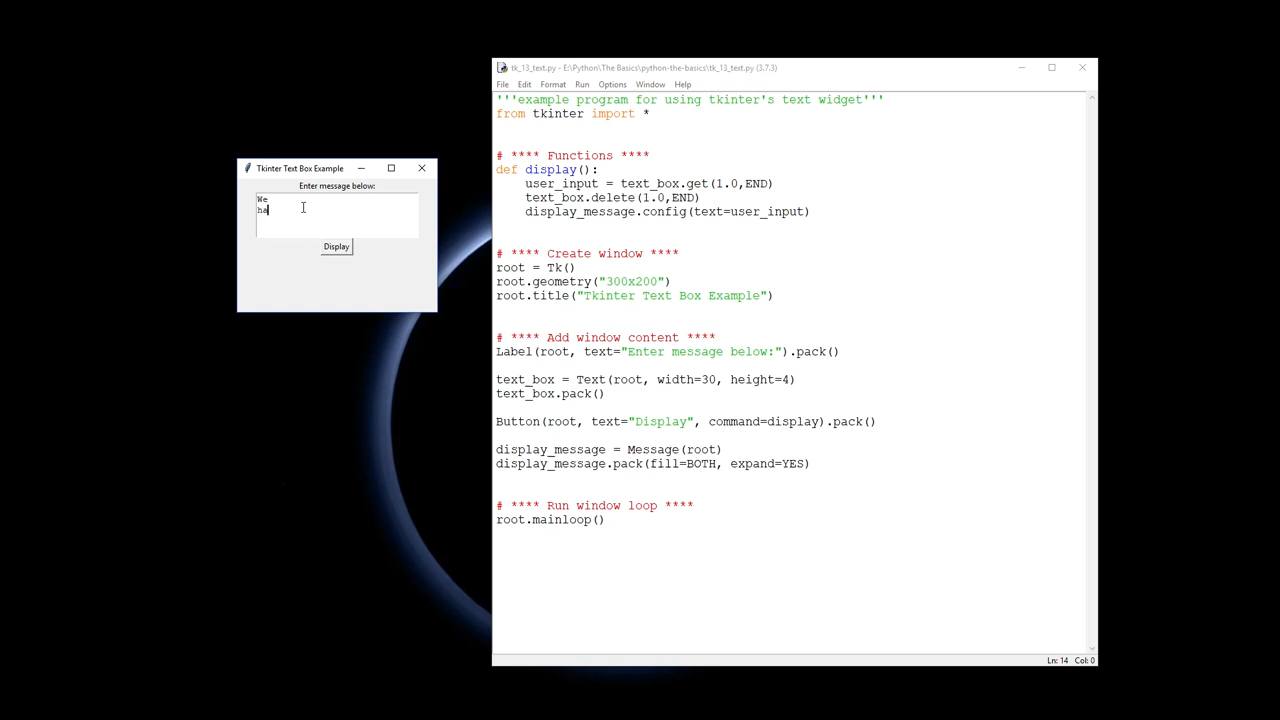 Tkinter Text Box Example
Enter message below:
We
ha
Display
tk_13_text.py - E:\Python\The Basics\python-the-basics\tk_13_text.py (3.7.3)
File Edit Format Run Options Window Help
'''example program for using tkinter's text widget'''
from tkinter import *
# **** Functions ****
def display():
    user_input = text_box.get(1.0,END)
    text_box.delete(1.0,END)
    display_message.config(text=user_input)
# **** Create window ****
root = Tk()
root.geometry("300x200")
root.title("Tkinter Text Box Example")
# **** Add window content ****
Label(root, text="Enter message below:").pack()
text_box = Text(root, width=30, height=4)
text_box.pack()
Button(root, text="Display", command=display).pack()
display_message = Message(root)
display_message.pack(fill=BOTH, expand=YES)
# **** Run window loop ****
root.mainloop()
Ln: 14 Col: 0